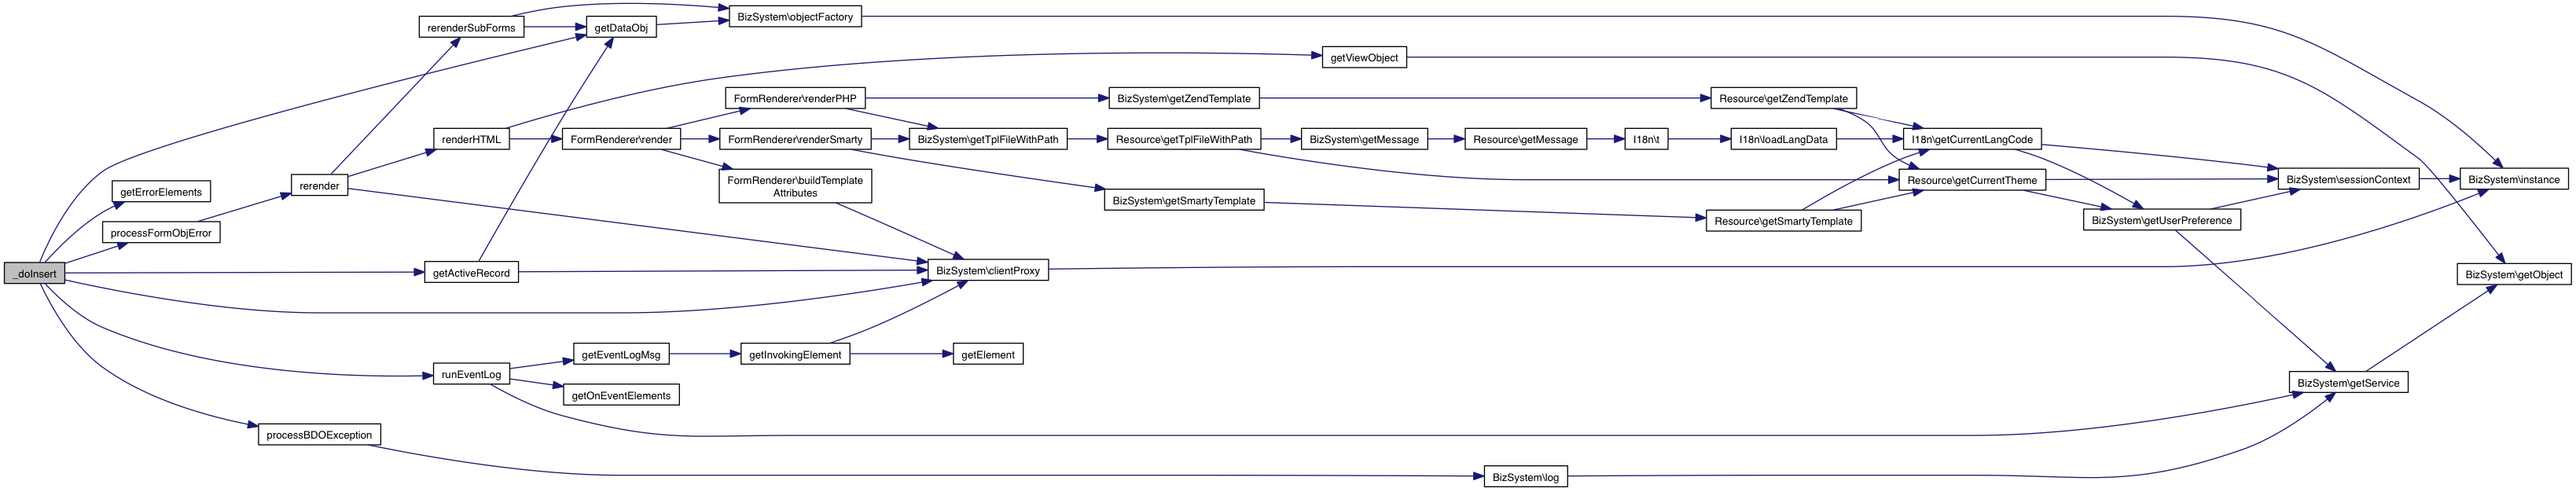 rerenderSubForms
getDataObj
BizSystem\objectFactory
getViewObject
FormRenderer\renderPHP
BizSystem\getZendTemplate
Resource\getZendTemplate
renderHTML
FormRenderer\render
FormRenderer\renderSmarty
BizSystem\getTplFileWithPath
Resource\getTplFileWithPath
BizSystem\getMessage
Resource\getMessage
I18n\t
I18n\loadLangData
I18n\getCurrentLangCode
getErrorElements
rerender
FormRenderer\buildTemplate
Attributes
BizSystem\getSmartyTemplate
Resource\getCurrentTheme
BizSystem\sessionContext
BizSystem\instance
processFormObjError
Resource\getSmartyTemplate
BizSystem\getUserPreference
_doInsert
getActiveRecord
BizSystem\clientProxy
BizSystem\getObject
getEventLogMsg
getInvokingElement
getElement
runEventLog
getOnEventElements
BizSystem\getService
processBDOException
BizSystem\log